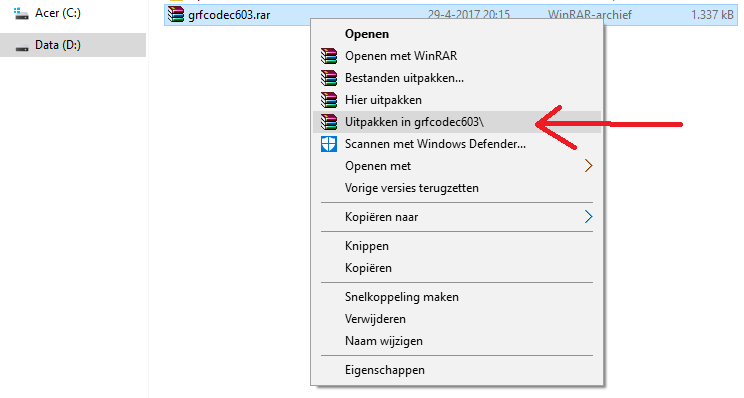 Acer (C:)
Data (D:)
grfcodec603.rar 29-4-2017 20:15 WinRAR-archief 1.337 kB
Openen
Openen met WinRAR
Bestanden uitpakken...
Hier uitpakken
Uitpakken in grfcodec603\
Scannen met Windows Defender...
Openen met
Vorige versies terugzetten
Kopiëren naar
Knippen
Kopiëren
Snelkoppeling maken
Verwijderen
Naam wijzigen
Eigenschappen